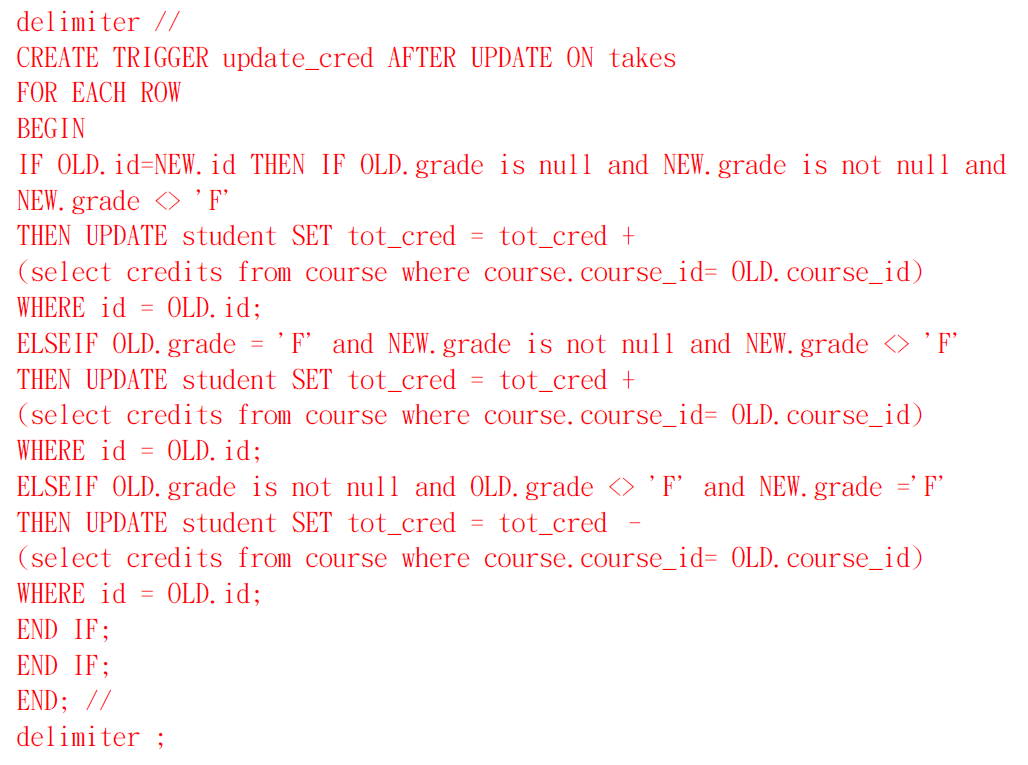 delimiter //
CREATE TRIGGER update_cred AFTER UPDATE ON takes
FOR EACH ROW
BEGIN
IF OLD.id=NEW.id THEN IF OLD.grade is null and NEW.grade is not null and
NEW.grade <> 'F'
THEN UPDATE student SET tot_cred = tot_cred +
(select credits from course where course.course_id= OLD.course_id)
WHERE id = OLD.id;
ELSEIF OLD.grade = 'F' and NEW.grade is not null and NEW.grade <> 'F'
THEN UPDATE student SET tot_cred = tot_cred +
(select credits from course where course.course_id= OLD.course_id)
WHERE id = OLD.id;
ELSEIF OLD.grade is not null and OLD.grade <> 'F' and NEW.grade ='F'
THEN UPDATE student SET tot_cred = tot_cred -
(select credits from course where course.course_id= OLD.course_id)
WHERE id = OLD.id;
END IF;
END IF;
END; //
delimiter ;